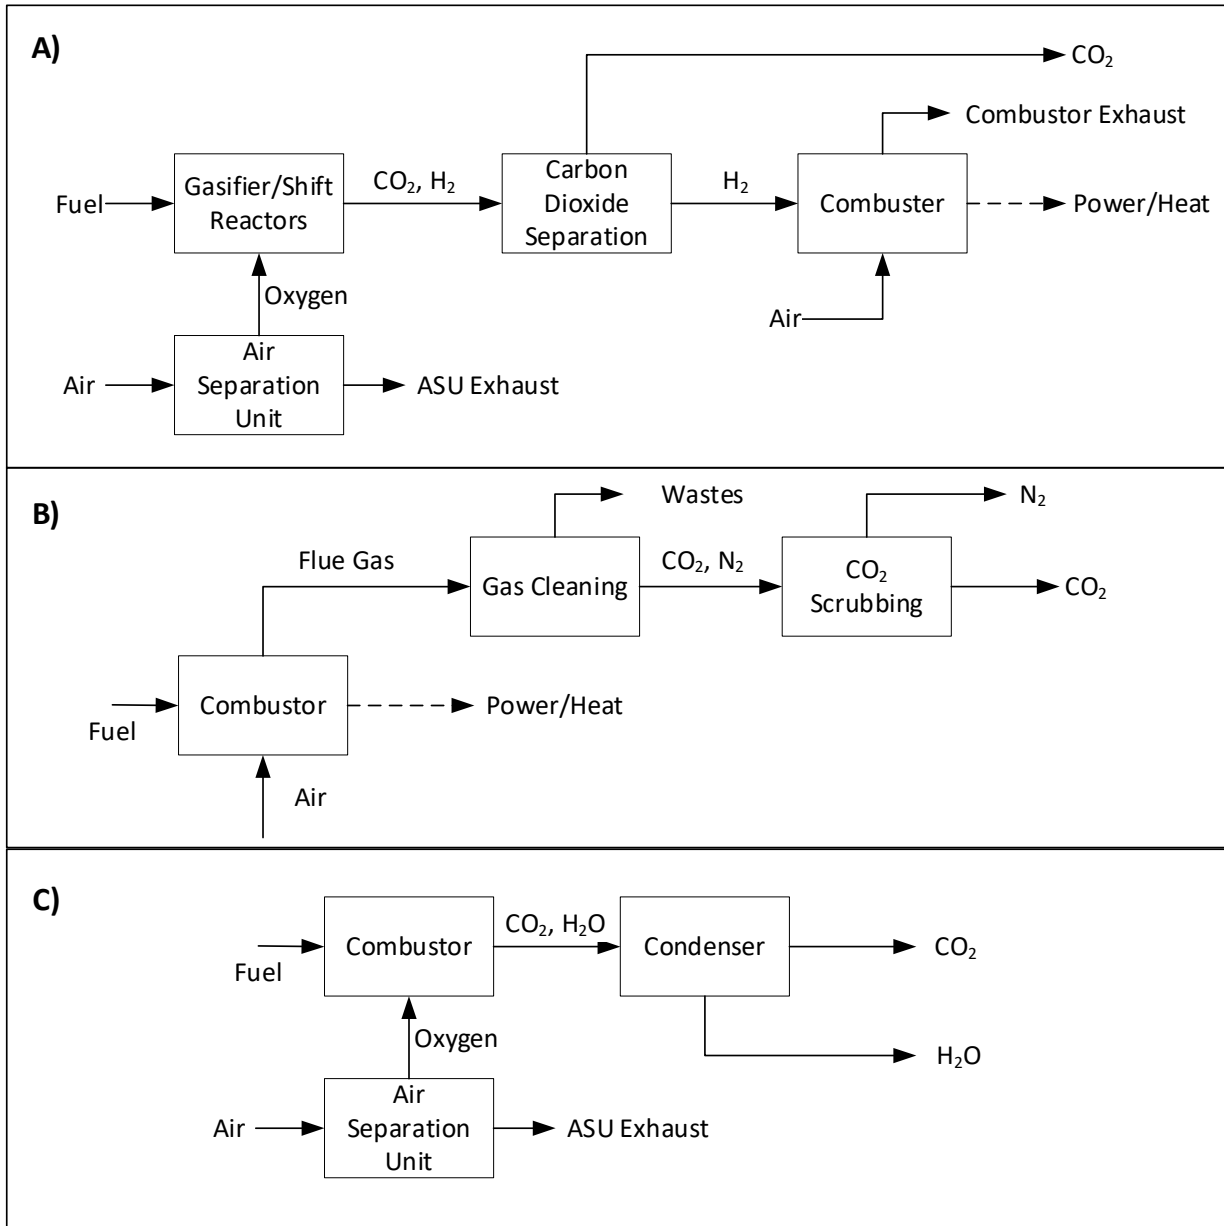 A)
CO₂
Combustor Exhaust
Fuel
Gasifier/Shift
Reactors
CO₂, H₂
Carbon
Dioxide
Separation
H₂
Combuster
Power/Heat
Oxygen
Air
Air
Air
Separation
Unit
ASU Exhaust
B)
Wastes
N₂
Flue Gas
Gas Cleaning
CO₂, N₂
CO₂
Scrubbing
CO₂
Fuel
Combustor
Power/Heat
Air
C)
Fuel
Combustor
CO₂, H₂O
Condenser
CO₂
Oxygen
H₂O
Air
Air
Separation
Unit
ASU Exhaust